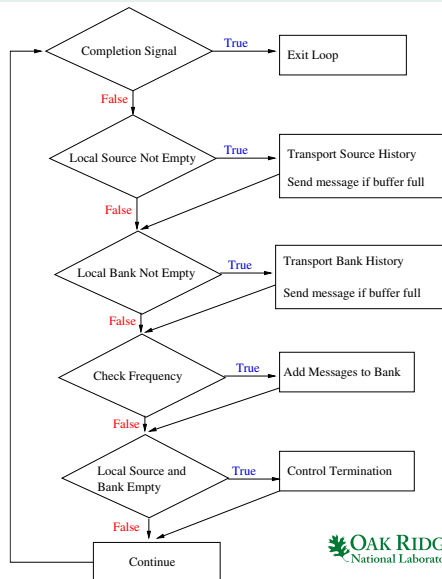 Completion Signal
True
Exit Loop
False
Local Source Not Empty
True
Transport Source History
Send message if buffer full
False
Local Bank Not Empty
True
Transport Bank History
Send message if buffer full
False
Check Frequency
True
Add Messages to Bank
False
Local Source and
Bank Empty
True
Control Termination
False
Continue
OAK
National